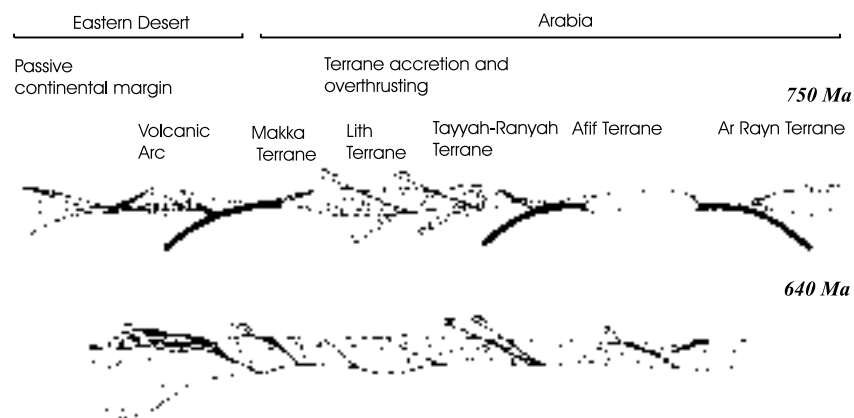 Eastern Desert
Arabia
Passive
continental margin
Terrane accretion and
overthrusting
750 Ma
Volcanic
Arc
Makka
Terrane
Lith
Terrane
Tayyah-Ranyah
Terrane
Afif Terrane
Ar Rayn Terrane
640 Ma